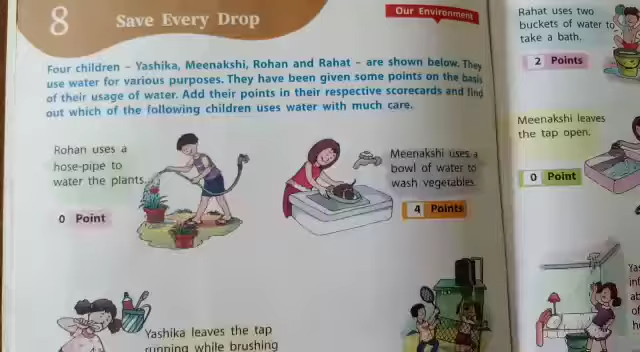 8
Save Every Drop
Our Environment
Four children – Yashika, Meenakshi, Rohan and Rahat – are shown below. They
use water for various purposes. They have been given some points on the basis
of their usage of water. Add their points in their respective scorecards and find
out which of the following children uses water with much care.
Rohan uses a
hose-pipe to
water the plants.
0 Point
Meenakshi uses a
bowl of water to
wash vegetables.
4 Points
Yashika leaves the tap
running while brushing
Rahat uses two
buckets of water to
take a bath.
2 Points
Meenakshi leaves
the tap open.
0 Point
of